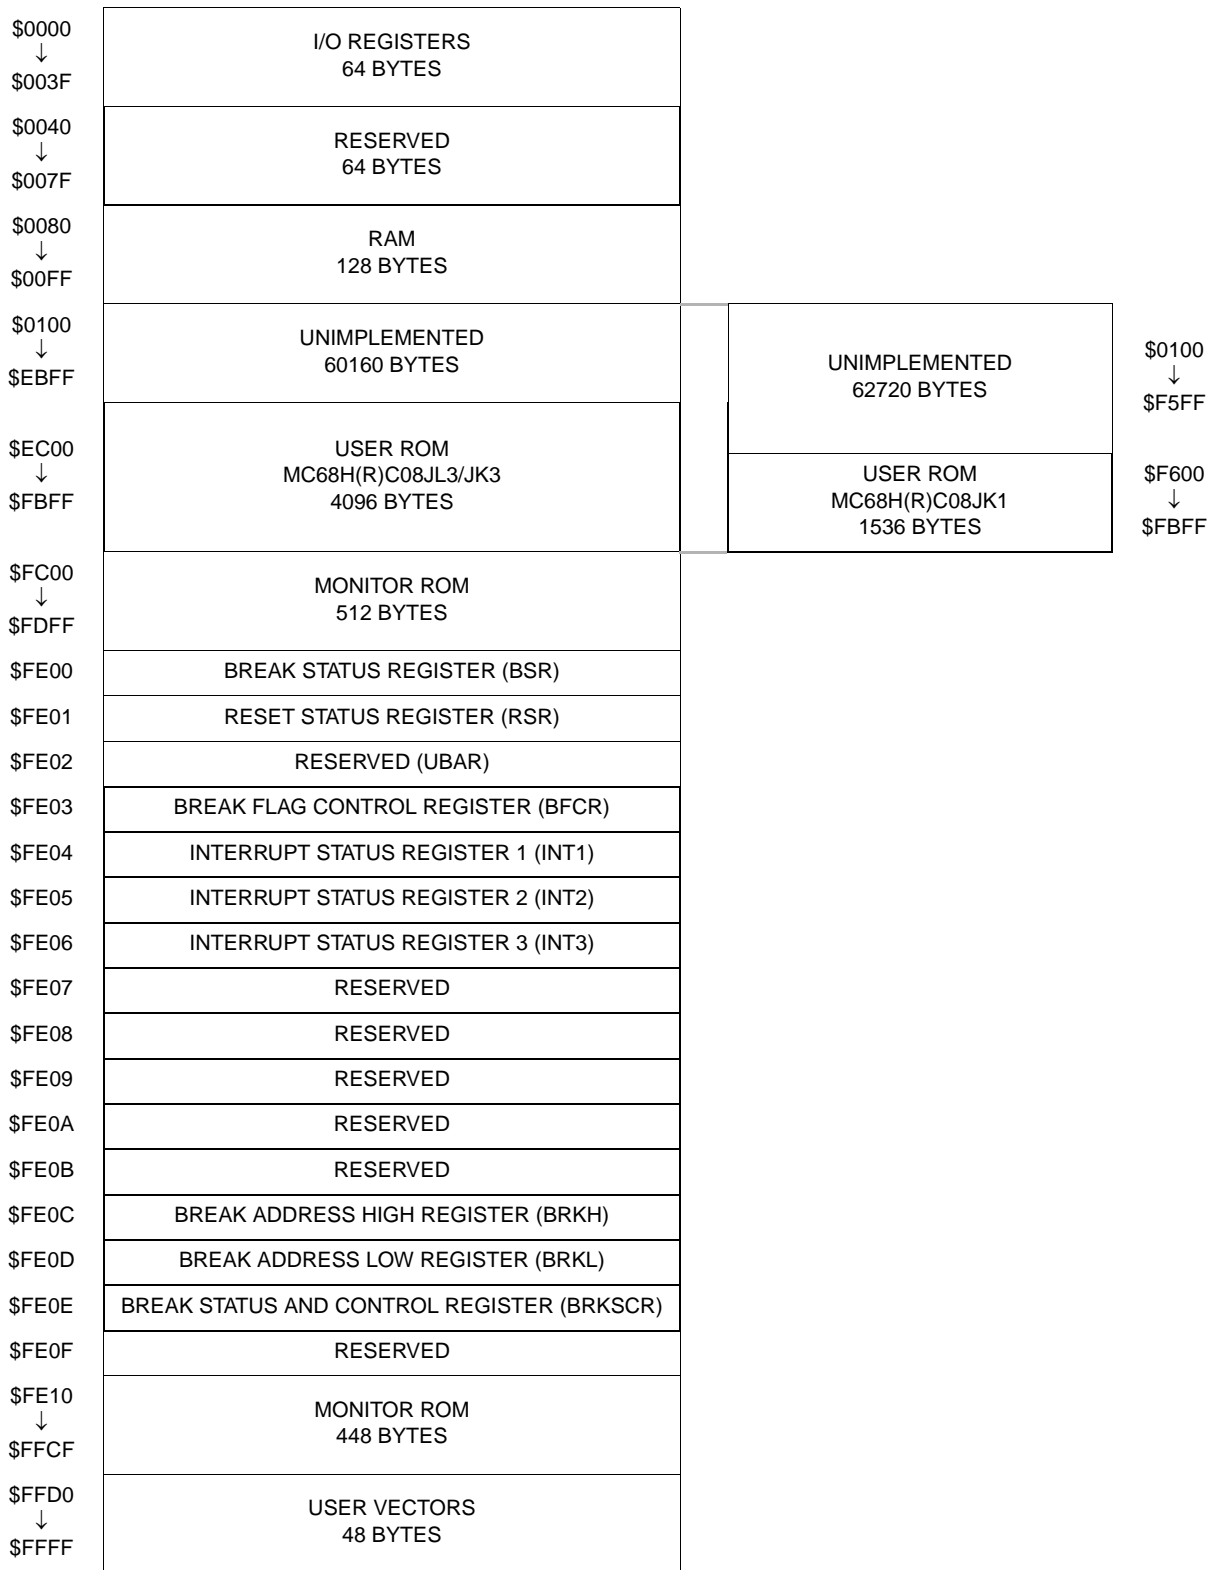 $0000
↓
$003F
I/O REGISTERS
64 BYTES
$0040
↓
$007F
RESERVED
64 BYTES
$0080
↓
$00FF
RAM
128 BYTES
$0100
↓
$EBFF
UNIMPLEMENTED
60160 BYTES
UNIMPLEMENTED
62720 BYTES
$0100
↓
$F5FF
$EC00
↓
$FBFF
USER ROM
MC68H(R)C08JL3/JK3
4096 BYTES
USER ROM
MC68H(R)C08JK1
1536 BYTES
$F600
↓
$FBFF
$FC00
↓
$FDFF
MONITOR ROM
512 BYTES
$FE00 BREAK STATUS REGISTER (BSR)
$FE01 RESET STATUS REGISTER (RSR)
$FE02 RESERVED (UBAR)
$FE03 BREAK FLAG CONTROL REGISTER (BFCR)
$FE04 INTERRUPT STATUS REGISTER 1 (INT1)
$FE05 INTERRUPT STATUS REGISTER 2 (INT2)
$FE06 INTERRUPT STATUS REGISTER 3 (INT3)
$FE07 RESERVED
$FE08 RESERVED
$FE09 RESERVED
$FE0A RESERVED
$FE0B RESERVED
$FE0C BREAK ADDRESS HIGH REGISTER (BRKH)
$FE0D BREAK ADDRESS LOW REGISTER (BRKL)
$FE0E BREAK STATUS AND CONTROL REGISTER (BRKSCR)
$FE0F RESERVED
$FE10
↓
$FFCF
MONITOR ROM
448 BYTES
$FFD0
↓
$FFFF
USER VECTORS
48 BYTES